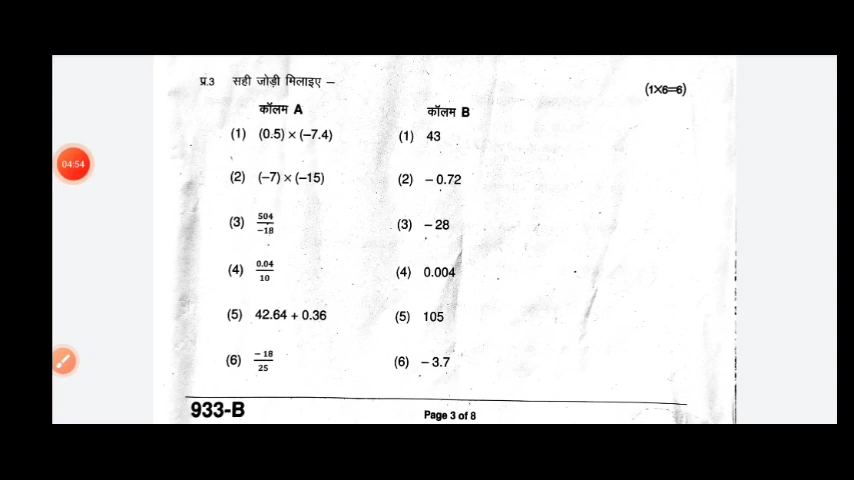 प्र.3 सही जोड़ी मिलाइए – (1×6=6)
कॉलम A कॉलम B
(1) (0.5) × (–7.4) (1) 43
(2) (–7) × (–15) (2) – 0.72
(3) 504/–18 (3) – 28
04:54
(4) 0.04/10 (4) 0.004
(5) 42.64 + 0.36 (5) 105
(6) – 18/25 (6) – 3.7
933-B Page 3 of 8